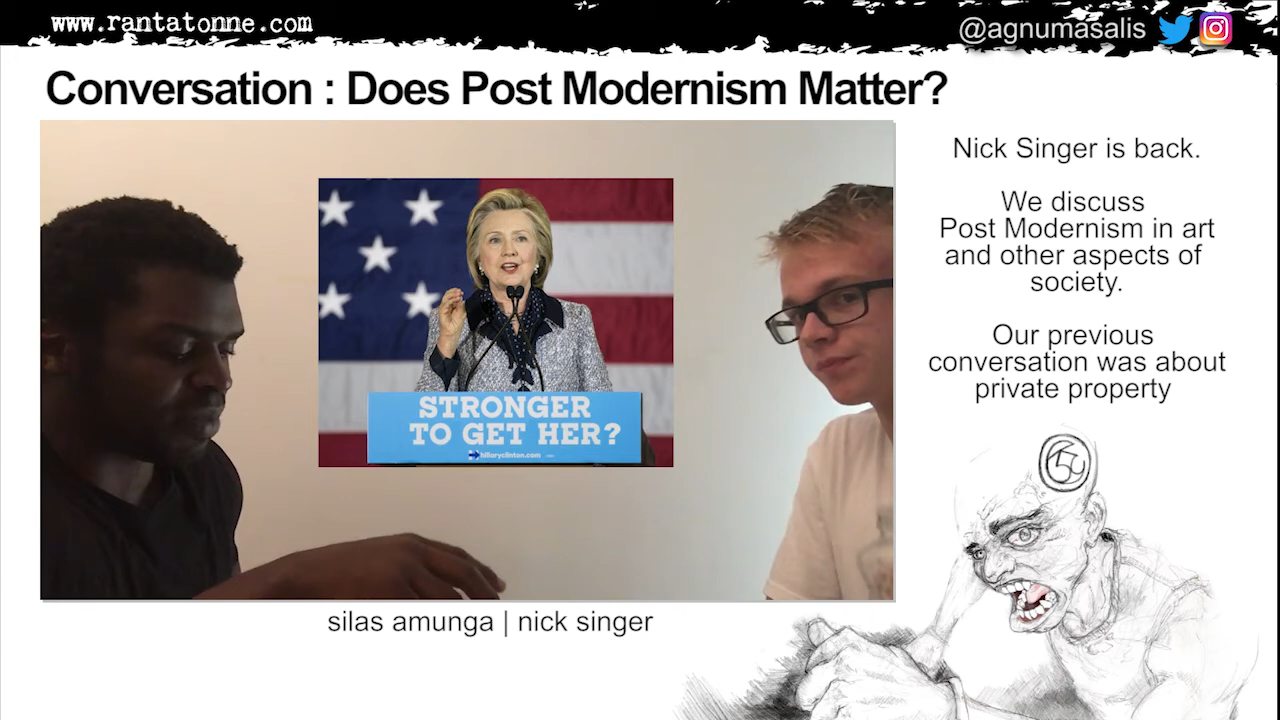 www.rantatonne.com
@agnumasalis
Conversation : Does Post Modernism Matter?
Nick Singer is back.
We discuss
Post Modernism in art
and other aspects of
society.
Our previous
conversation was about
private property
STRONGER
TO GET HER?
hillaryclinton.com
silas amunga | nick singer